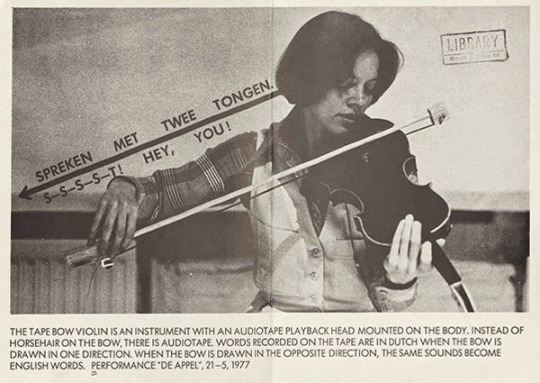 LIBRARY
SPREKEN MET TWEE TONGEN.
S–S–S–S–T! HEY, YOU!
THE TAPE BOW VIOLIN IS AN INSTRUMENT WITH AN AUDIOTAPE PLAYBACK HEAD MOUNTED ON THE BODY. INSTEAD OF
HORSEHAIR ON THE BOW, THERE IS AUDIOTAPE. WORDS RECORDED ON THE TAPE ARE IN DUTCH WHEN THE BOW IS
DRAWN IN ONE DIRECTION. WHEN THE BOW IS DRAWN IN THE OPPOSITE DIRECTION, THE SAME SOUNDS BECOME
ENGLISH WORDS. PERFORMANCE "DE APPEL", 21–5, 1977